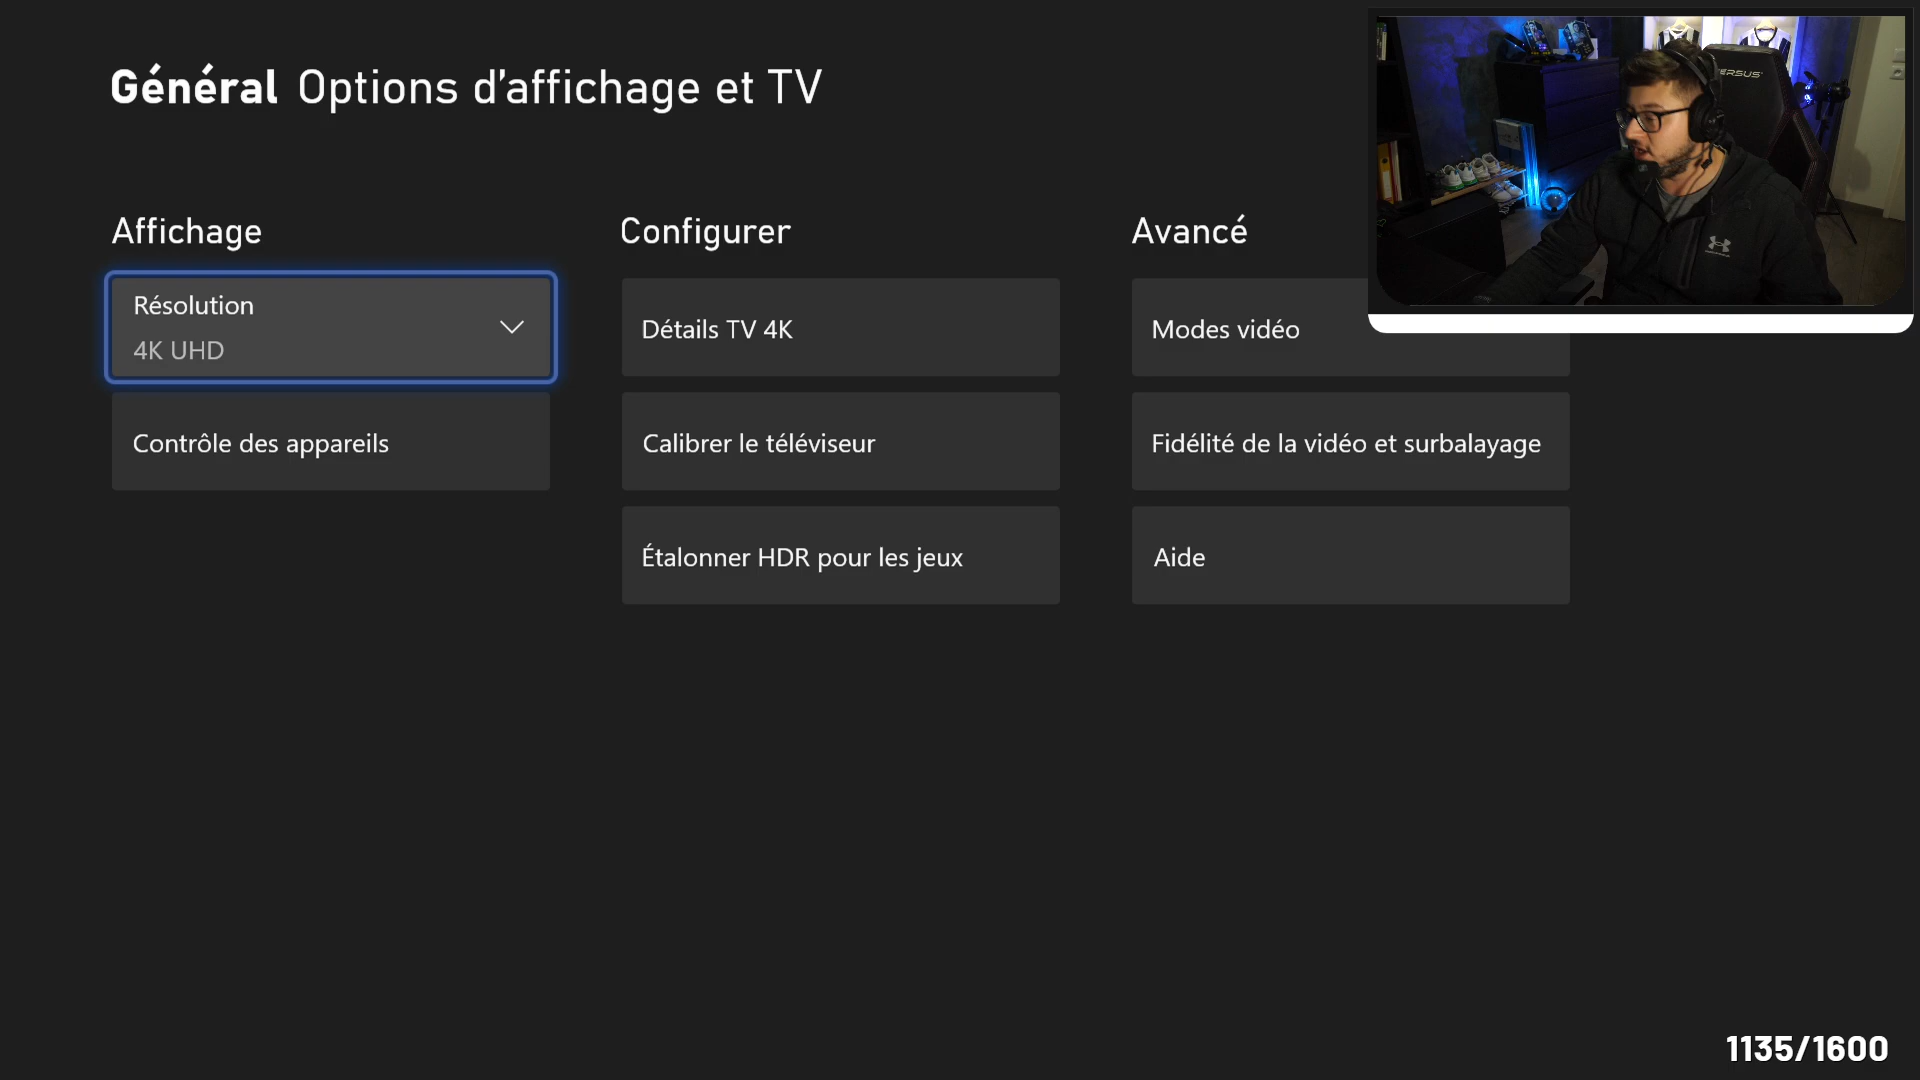 Général Options d'affichage et TV
Affichage
Résolution
4K UHD
Contrôle des appareils
Configurer
Détails TV 4K
Calibrer le téléviseur
Étalonner HDR pour les jeux
Avancé
Modes vidéo
Fidélité de la vidéo et surbalayage
Aide
1135/1600